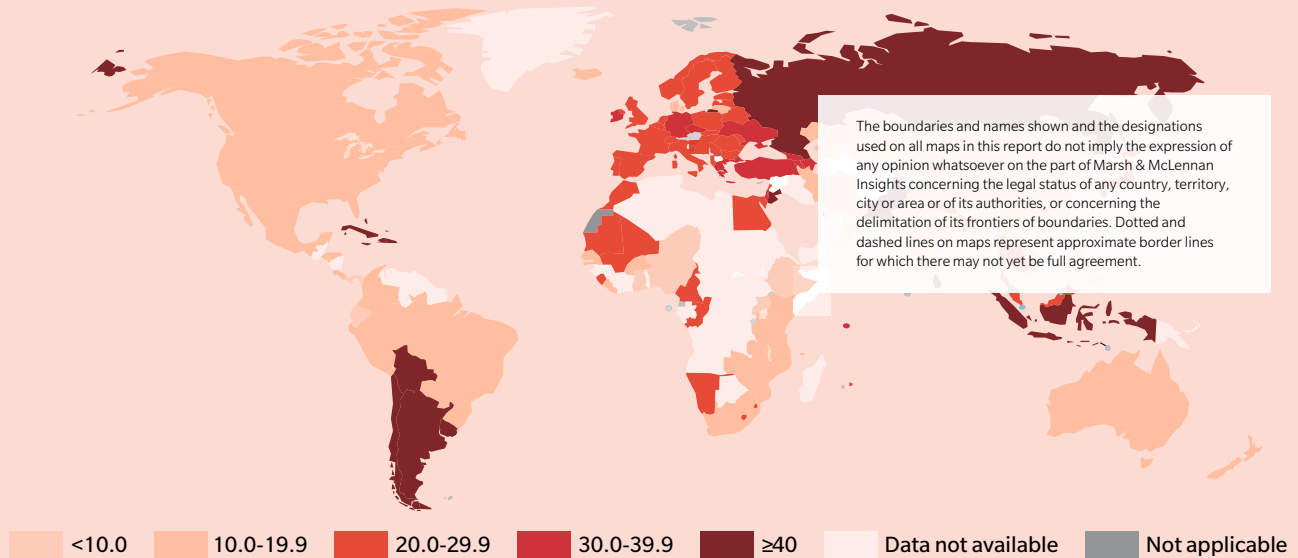 The boundaries and names shown and the designations
used on all maps in this report do not imply the expression of
any opinion whatsoever on the part of Marsh & McLennan
Insights concerning the legal status of any country, territory,
city or area or of its authorities, or concerning the
delimitation of its frontiers of boundaries. Dotted and
dashed lines on maps represent approximate border lines
for which there may not yet be full agreement.
<10.0 10.0-19.9 20.0-29.9 30.0-39.9 ≥40 Data not available Not applicable